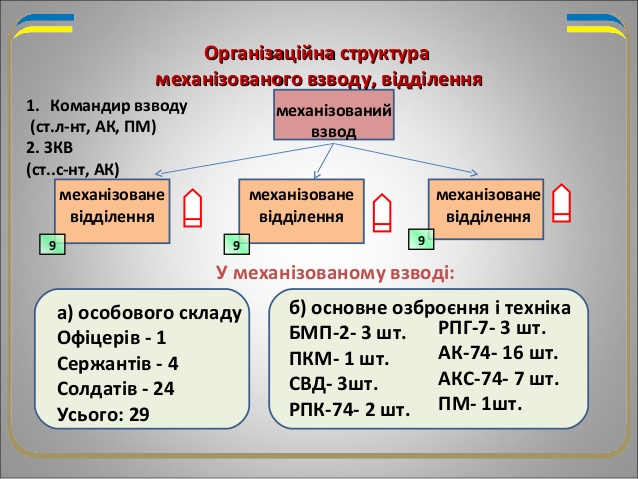 Організаційна структура
механізованого взводу, відділення
1. Командир взводу
(ст.л-нт, АК, ПМ)
2. ЗКВ
(ст..с-нт, АК)
механізований
взвод
механізоване
відділення
9
механізоване
відділення
9
механізоване
відділення
9
У механізованому взводі:
а) особового складу
Офіцерів - 1
Сержантів - 4
Солдатів - 24
Усього: 29
б) основне озброєння і техніка
БМП-2- 3 шт.
ПКМ- 1 шт.
СВД- 3шт.
РПК-74- 2 шт.
РПГ-7- 3 шт.
АК-74- 16 шт.
АКС-74- 7 шт.
ПМ- 1шт.